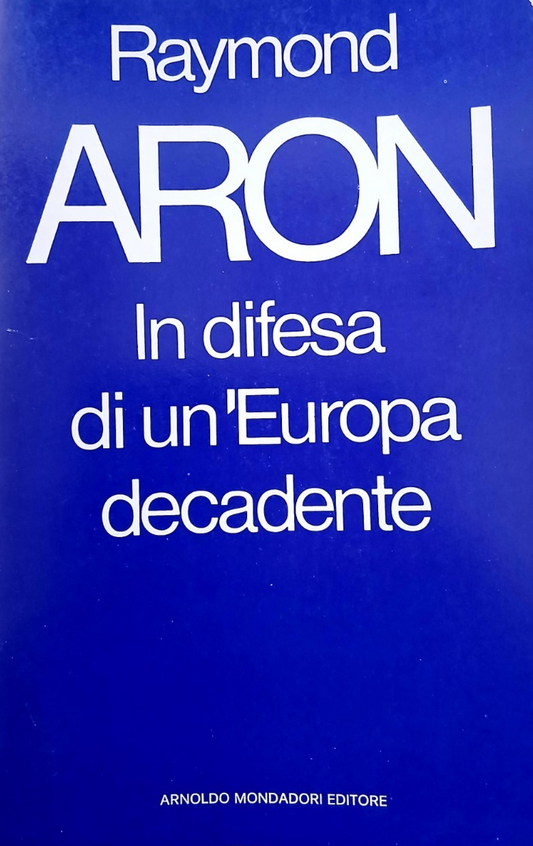 Raymond
ARON
In difesa
di un'Europa
decadente
ARNOLDO MONDADORI EDITORE